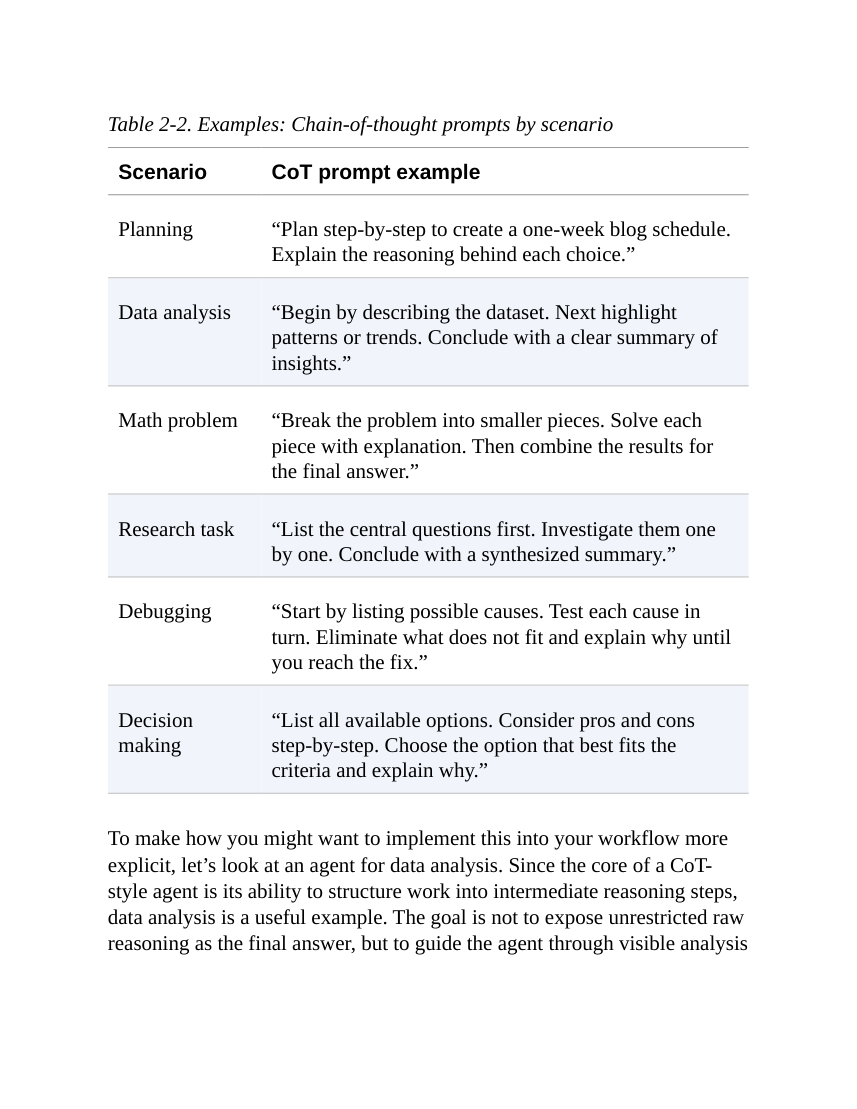 Table 2-2. Examples: Chain-of-thought prompts by scenario
Scenario CoT prompt example
Planning “Plan step-by-step to create a one-week blog schedule.
Explain the reasoning behind each choice.”
Data analysis “Begin by describing the dataset. Next highlight
patterns or trends. Conclude with a clear summary of
insights.”
Math problem “Break the problem into smaller pieces. Solve each
piece with explanation. Then combine the results for
the final answer.”
Research task “List the central questions first. Investigate them one
by one. Conclude with a synthesized summary.”
Debugging “Start by listing possible causes. Test each cause in
turn. Eliminate what does not fit and explain why until
you reach the fix.”
Decision
making
“List all available options. Consider pros and cons
step-by-step. Choose the option that best fits the
criteria and explain why.”
To make how you might want to implement this into your workflow more
explicit, let’s look at an agent for data analysis. Since the core of a CoT-
style agent is its ability to structure work into intermediate reasoning steps,
data analysis is a useful example. The goal is not to expose unrestricted raw
reasoning as the final answer, but to guide the agent through visible analysis